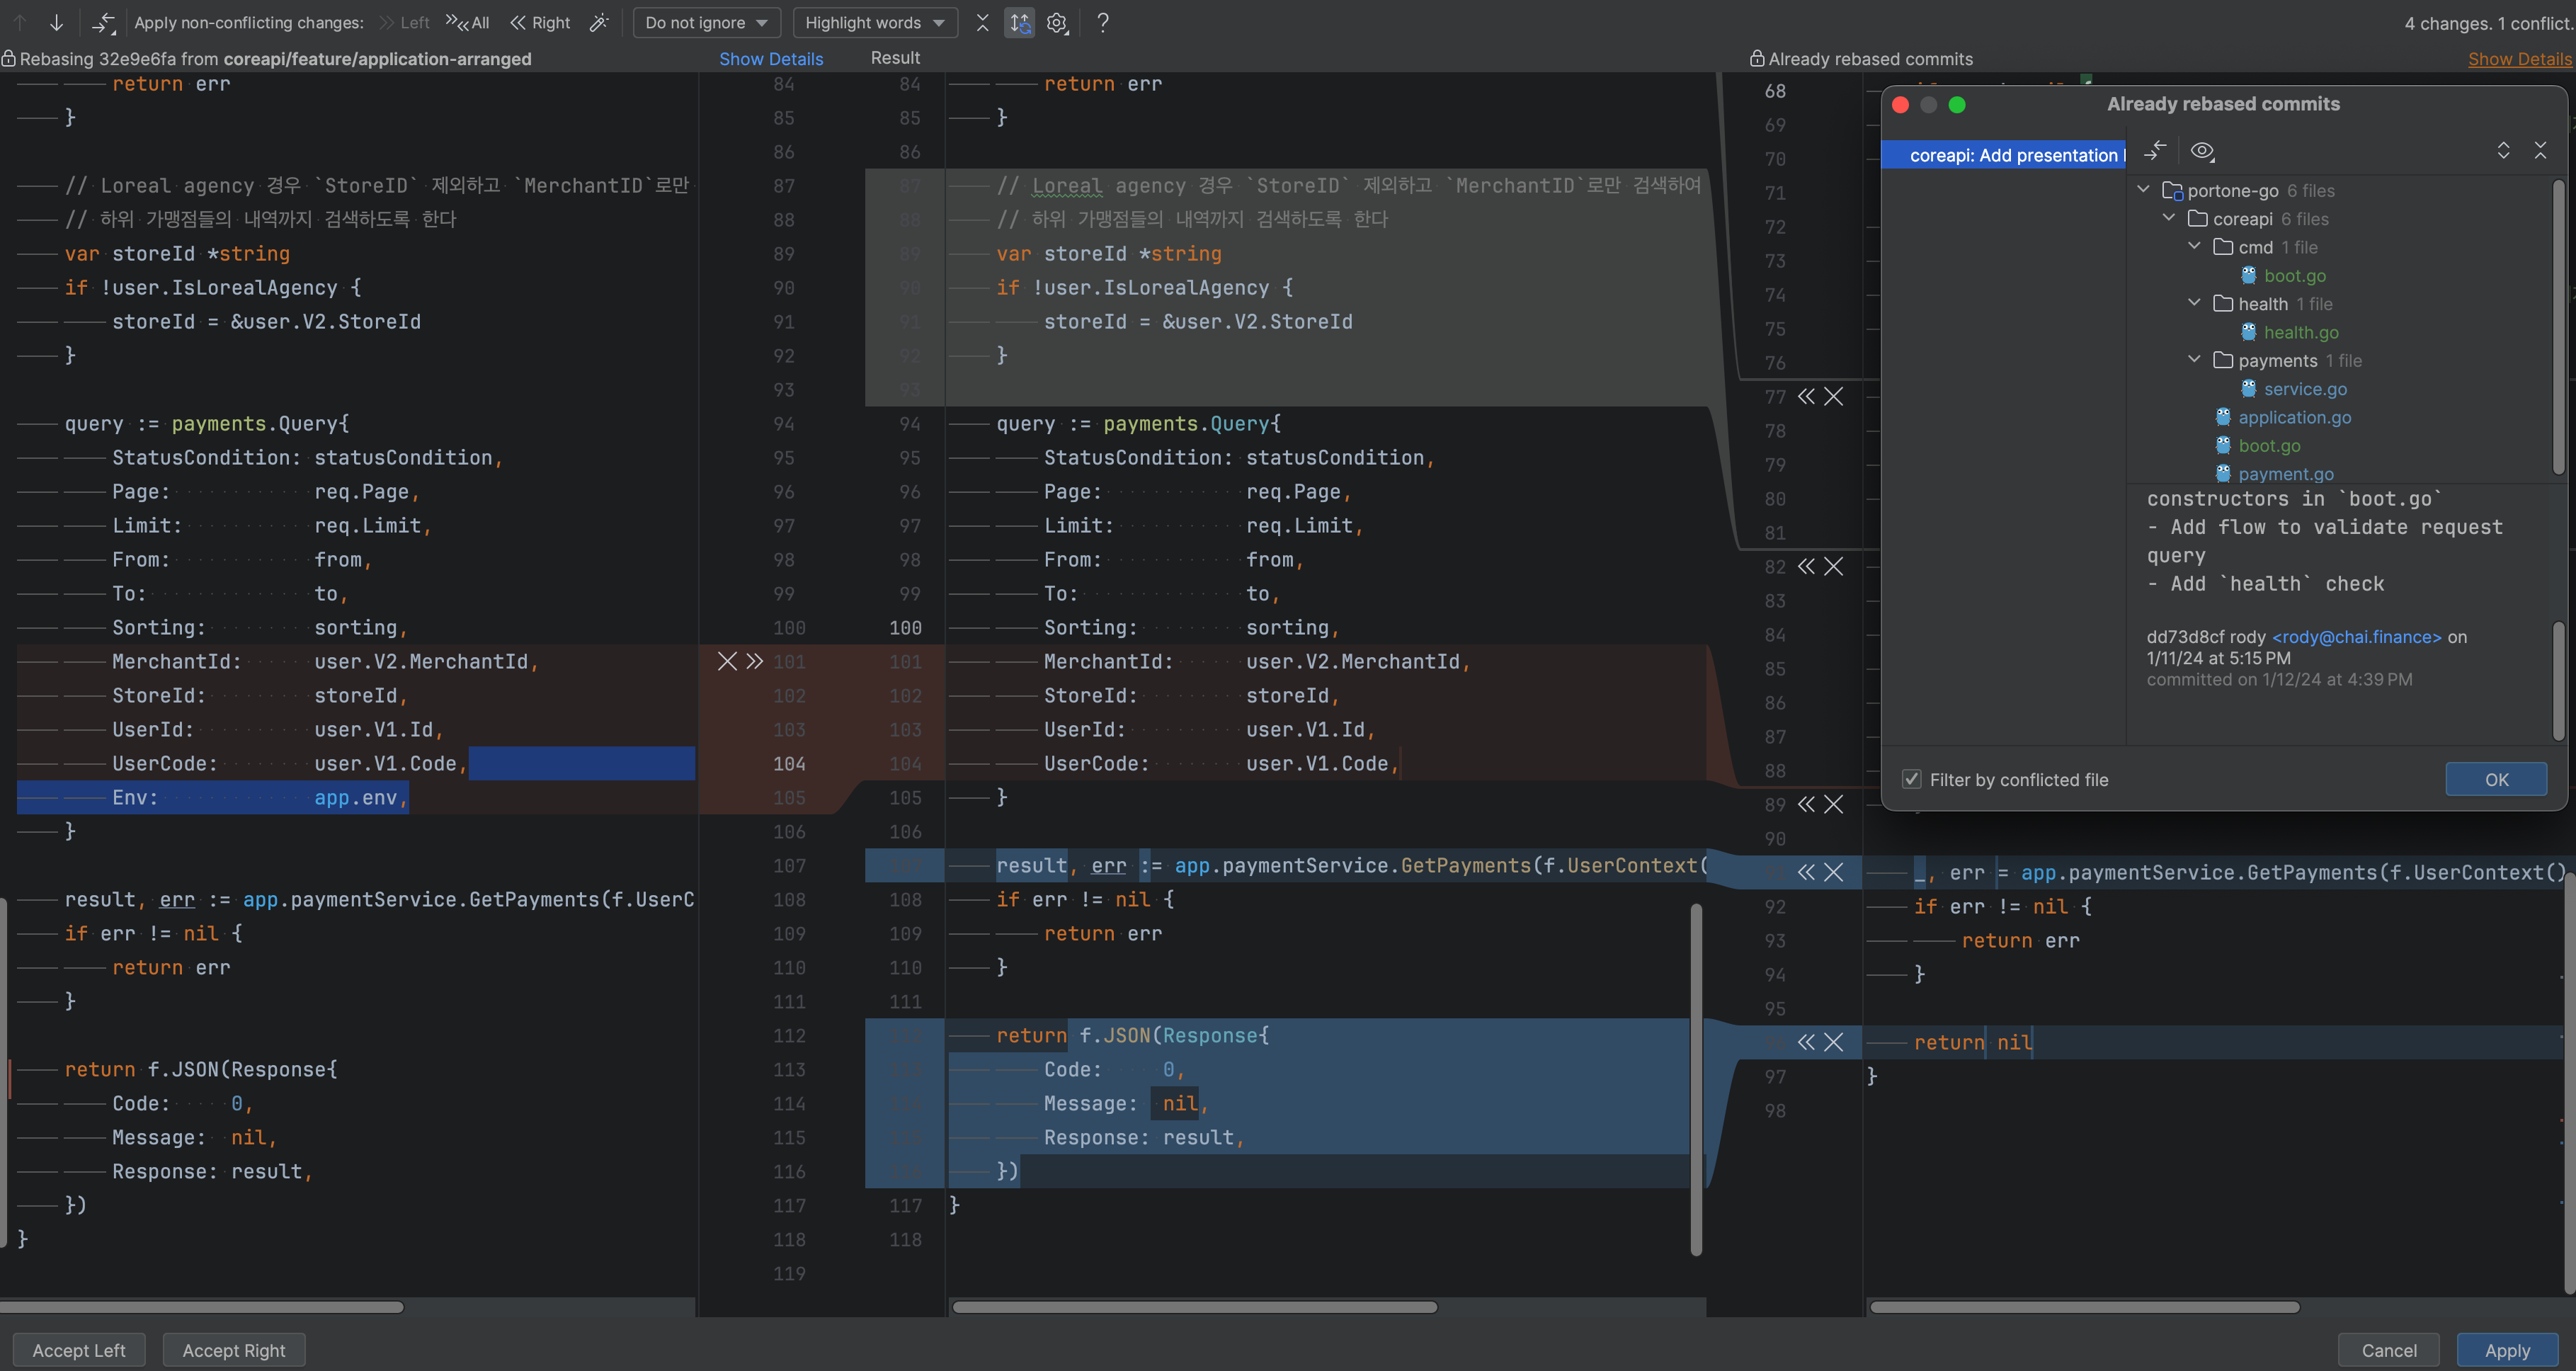 Apply non-conflicting changes: Left All Right Do not ignore Highlight words ? 4 changes. 1 conflict.
Rebasing 32e9e6fa from coreapi/feature/application-arranged Show Details Result Already rebased commits Show Details
return err
}
// Loreal agency 경우 `StoreID` 제외하고 `MerchantID`로만
// 하위 가맹점들의 내역까지 검색하도록 한다
var storeId *string
if !user.IsLorealAgency {
storeId = &user.V2.StoreId
}
query := payments.Query{
StatusCondition: statusCondition,
Page: req.Page,
Limit: req.Limit,
From: from,
To: to,
Sorting: sorting,
MerchantId: user.V2.MerchantId,
StoreId: storeId,
UserId: user.V1.Id,
UserCode: user.V1.Code,
Env: app.env,
}
result, err := app.paymentService.GetPayments(f.UserC
if err != nil {
return err
}
return f.JSON(Response{
Code: 0,
Message: nil,
Response: result,
})
}
84
85
86
87
88
89
90
91
92
93
94
95
96
97
98
99
100
101
102
103
104
105
106
107
108
109
110
111
112
113
114
115
116
117
118
119
84 return err
85 }
86
87 // Loreal agency 경우 `StoreID` 제외하고 `MerchantID`로만 검색하여
88 // 하위 가맹점들의 내역까지 검색하도록 한다
89 var storeId *string
90 if !user.IsLorealAgency {
91 storeId = &user.V2.StoreId
92 }
93
94 query := payments.Query{
95 StatusCondition: statusCondition,
96 Page: req.Page,
97 Limit: req.Limit,
98 From: from,
99 To: to,
100 Sorting: sorting,
101 MerchantId: user.V2.MerchantId,
102 StoreId: storeId,
103 UserId: user.V1.Id,
104 UserCode: user.V1.Code,
105 }
106
result, err := app.paymentService.GetPayments(f.UserContext(
108 if err != nil {
109 return err
110 }
111
return f.JSON(Response{
Code: 0,
Message: nil,
Response: result,
})
117 }
118
68
69
70
71
72
73
74
75
76
77
78
79
80
81
82
83
84
85
86
87
88
89
90
_, err = app.paymentService.GetPayments(f.UserContext()
92 if err != nil {
93 return err
94 }
95
return nil
97 }
98
Already rebased commits
coreapi: Add presentation
portone-go 6 files
coreapi 6 files
cmd 1 file
boot.go
health 1 file
health.go
payments 1 file
service.go
application.go
boot.go
payment.go
constructors in `boot.go`
- Add flow to validate request
query
- Add `health` check
dd73d8cf rody <rody@chai.finance> on
1/11/24 at 5:15 PM
committed on 1/12/24 at 4:39 PM
Filter by conflicted file OK
Accept Left Accept Right Cancel Apply